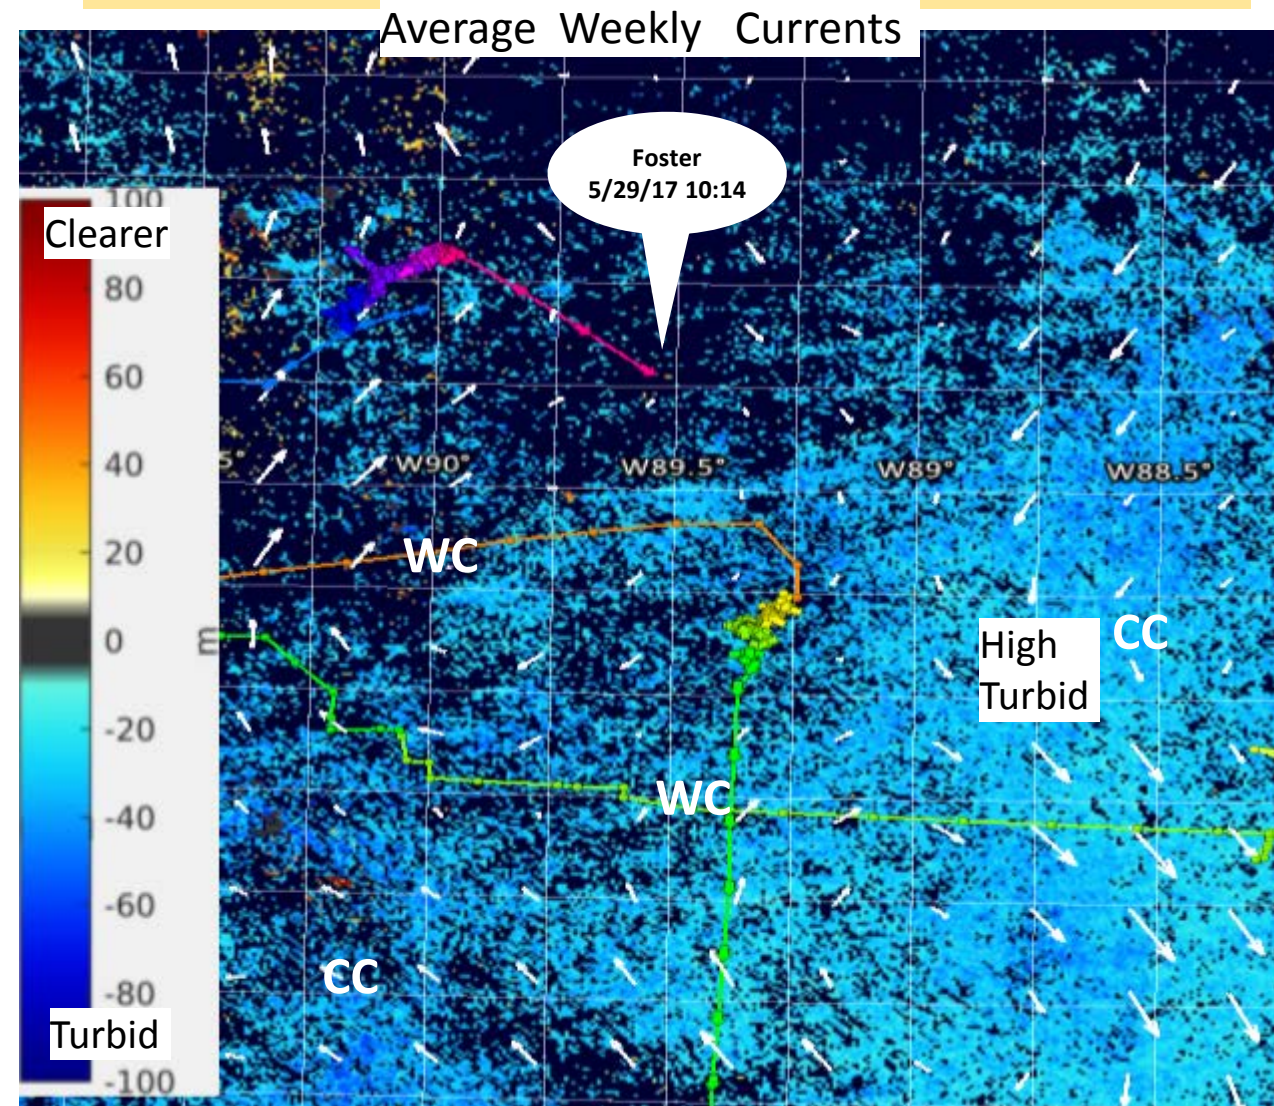 Average Weekly Currents
Foster
5/29/17 10:14
100
Clearer
80
60
40
20
0
-20
-40
-60
-80
Turbid
-100
m
5°
W90°
W89.5°
W89°
W88.5°
WC
High
Turbid
CC
WC
CC